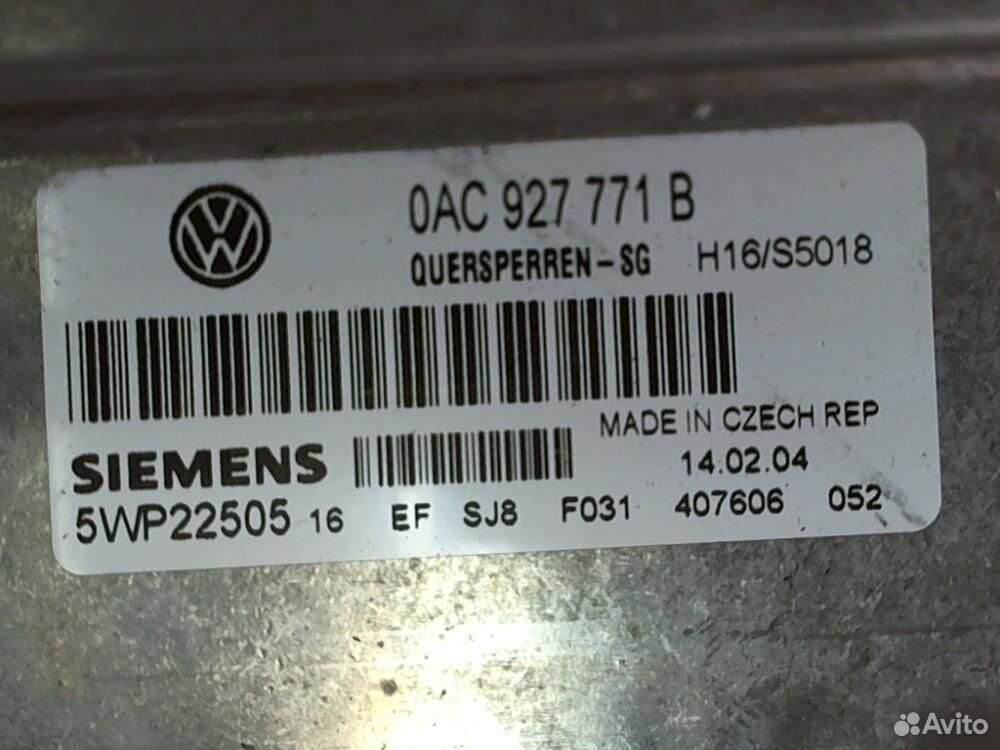 0AC 927 771 B
QUERSPERREN-SG H16/S5018
MADE IN CZECH REP
SIEMENS 14.02.04
5WP22505 16 EF SJ8 F031 407606 052
Avito